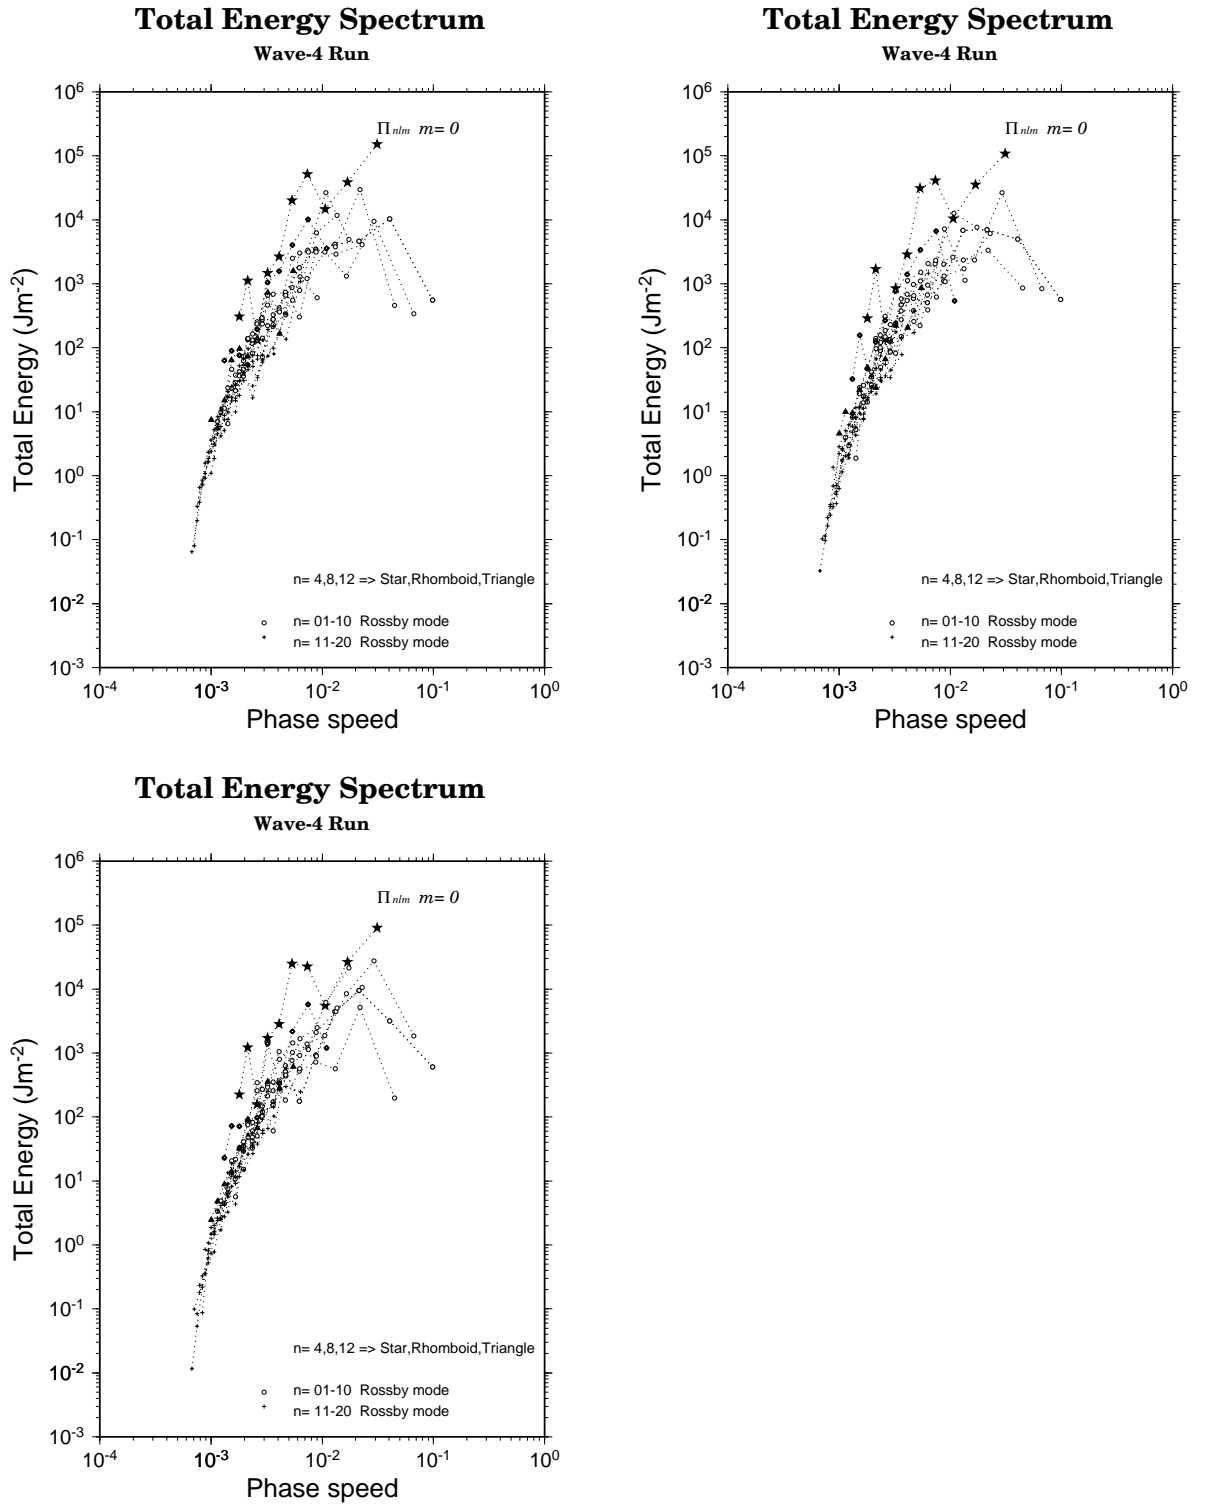 Total Energy Spectrum
Wave-4 Run
10^6
10^5
10^4
10^3
10^2
10^1
10^0
10^-1
10^-2
10^-3
Total Energy (Jm^-2)
Π nlm m= 0
n= 4,8,12 => Star,Rhomboid,Triangle
n= 01-10 Rossby mode
n= 11-20 Rossby mode
10^-4 10^-3 10^-2 10^-1 10^0
Phase speed
Total Energy Spectrum
Wave-4 Run
10^6
10^5
10^4
10^3
10^2
10^1
10^0
10^-1
10^-2
10^-3
Total Energy (Jm^-2)
Π nlm m= 0
n= 4,8,12 => Star,Rhomboid,Triangle
n= 01-10 Rossby mode
n= 11-20 Rossby mode
10^-4 10^-3 10^-2 10^-1 10^0
Phase speed
Total Energy Spectrum
Wave-4 Run
10^6
10^5
10^4
10^3
10^2
10^1
10^0
10^-1
10^-2
10^-3
Total Energy (Jm^-2)
Π nlm m= 0
n= 4,8,12 => Star,Rhomboid,Triangle
n= 01-10 Rossby mode
n= 11-20 Rossby mode
10^-4 10^-3 10^-2 10^-1 10^0
Phase speed